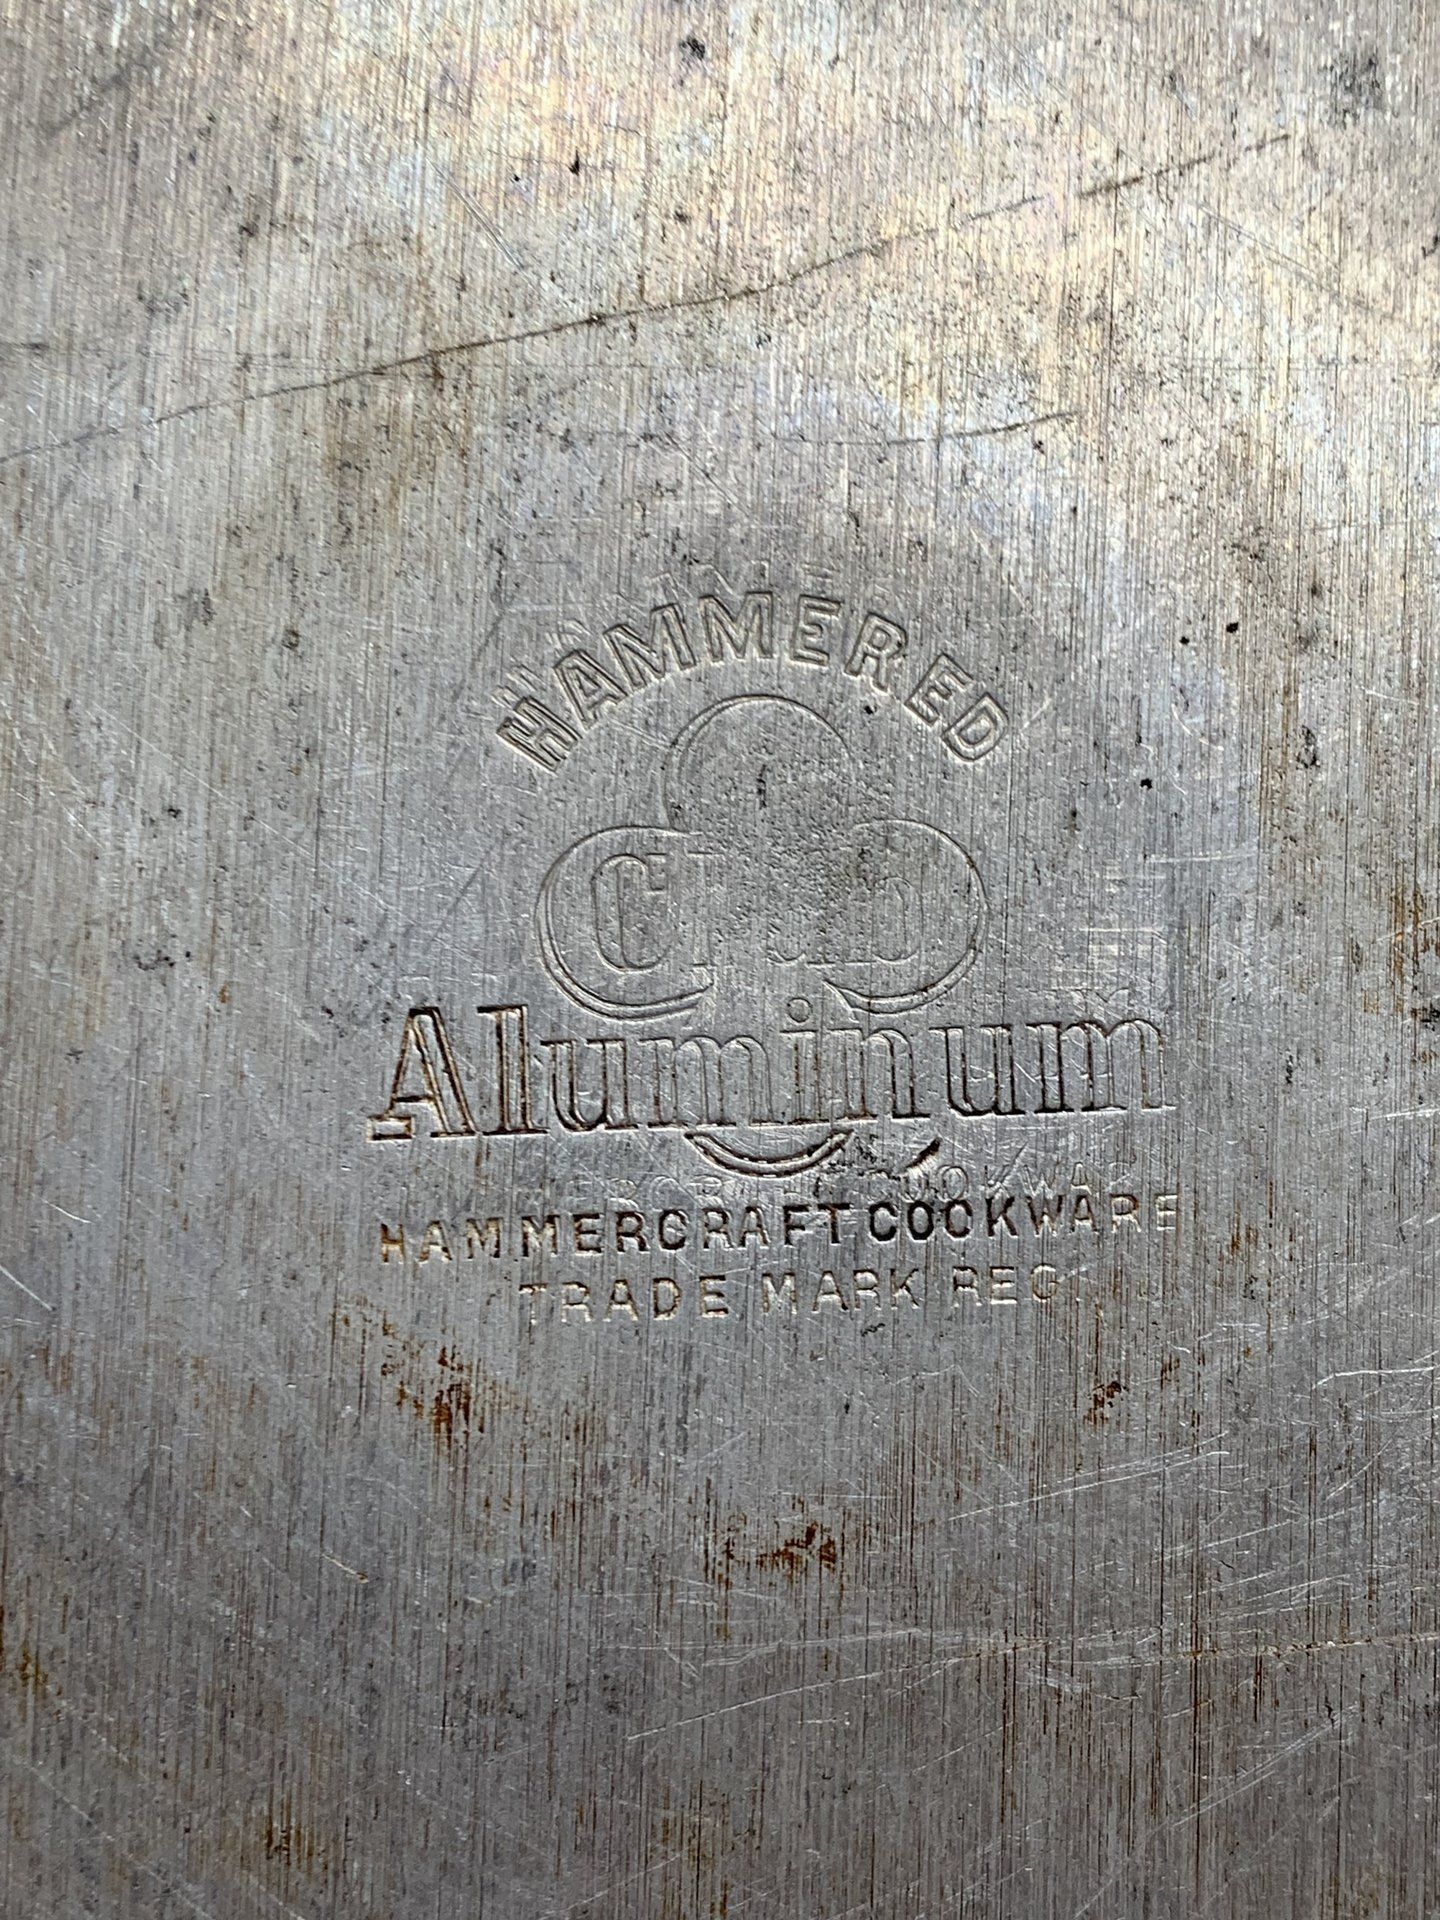 HAMMERED
Club
Aluminum
HAMMERCRAFT COOKWARE
TRADE MARK REG.